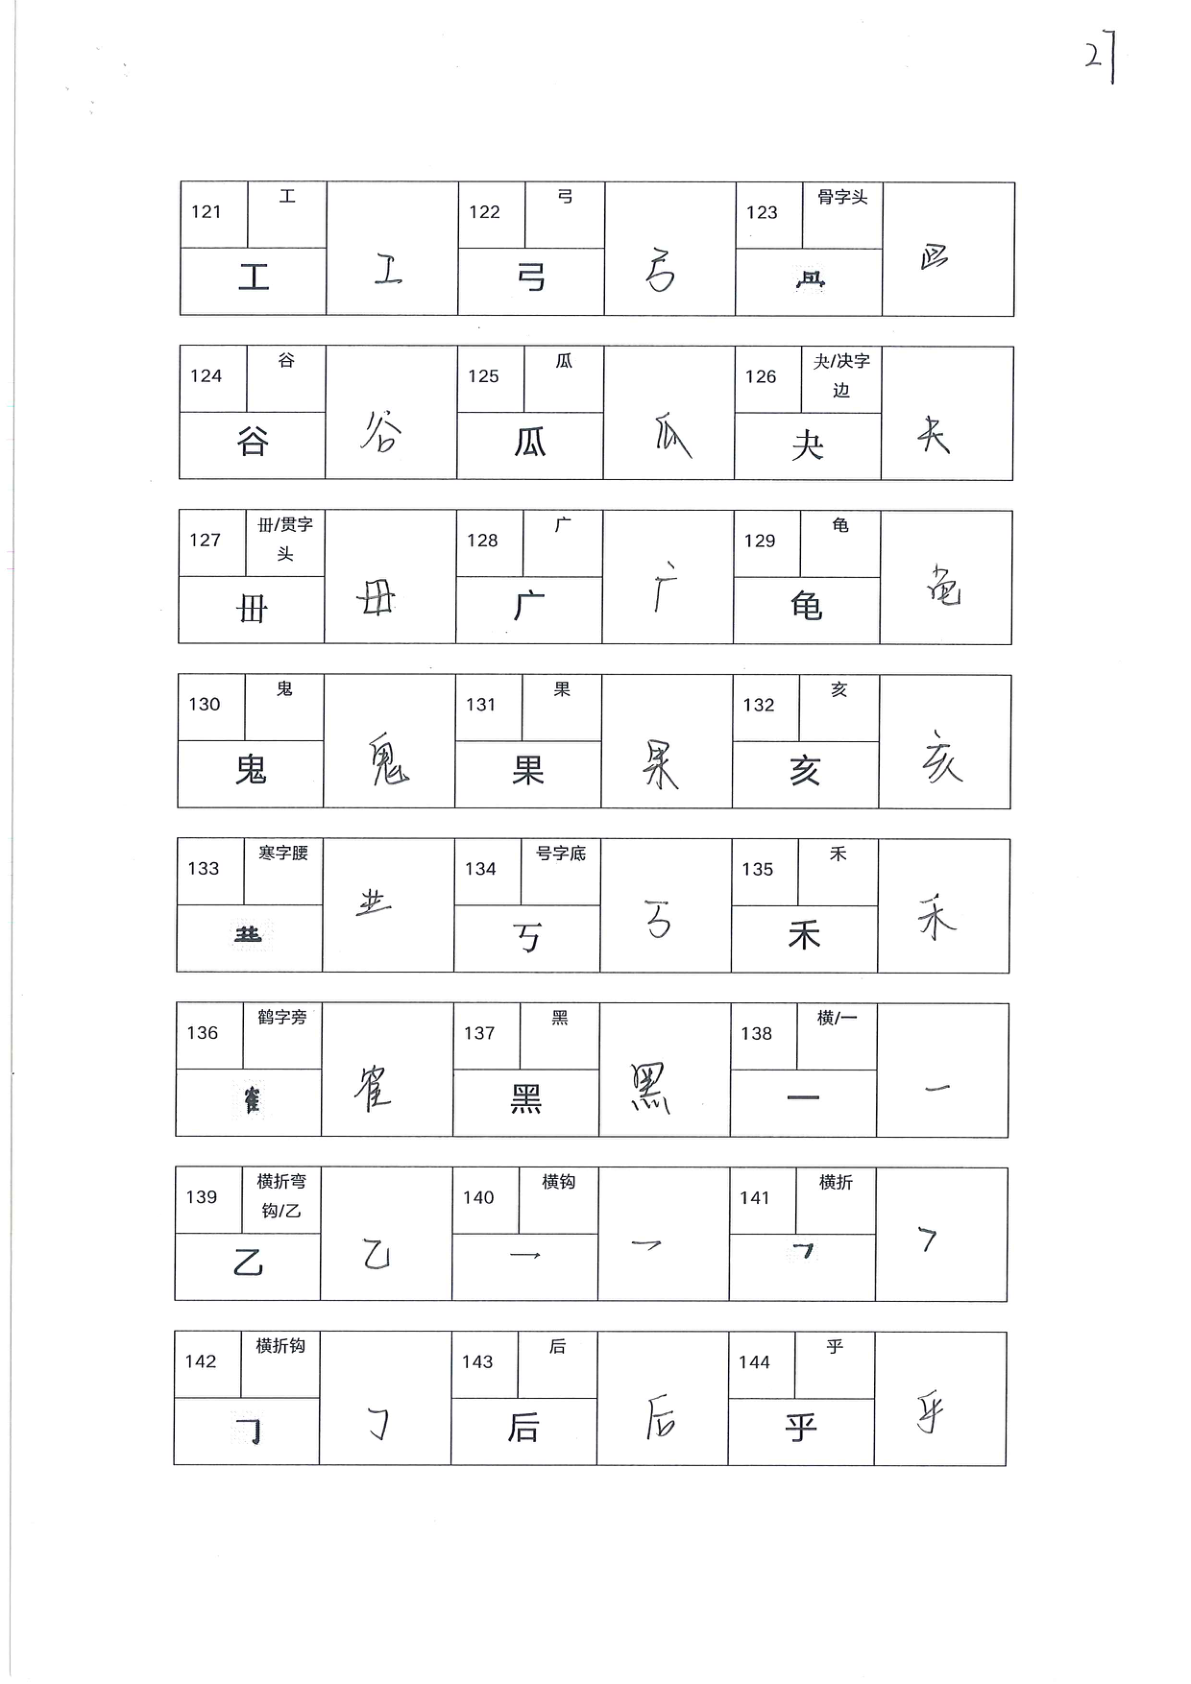 27
121 工 122 弓 123 骨字头
工 工 弓 弓
124 谷 125 瓜 126 夬/决字
边
谷 谷 瓜 瓜 夬 夬
127 毌/贯字
头 128 广 129 龟
毌 毌 广 广 龟 龟
130 鬼 131 果 132 亥
鬼 鬼 果 果 亥 亥
133 寒字腰 134 号字底 135 禾
丂 丂 禾 禾
136 鹤字旁 137 黑 138 横/一
隺 隺 黑 黑 一 一
139 横折弯
钩/乙 140 横钩 141 横折
乙 乙 乛 乛 𠃍 𠃍
142 横折钩 143 后 144 乎
𠃌 𠃌 后 后 乎 乎